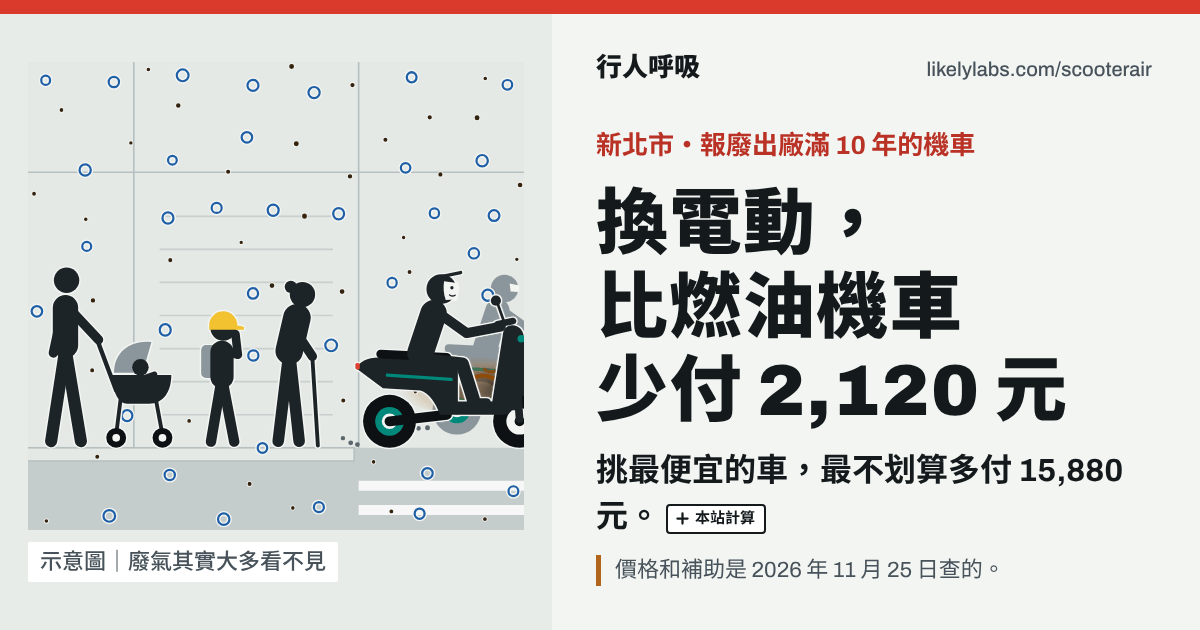 行人呼吸
likelylabs.com/scooterair
新北市・報廢出廠滿 10 年的機車
換電動，
比燃油機車
少付 2,120 元
挑最便宜的車，最不划算多付 15,880
元。 + 本站計算
價格和補助是 2026 年 11 月 25 日查的。
示意圖｜廢氣其實大多看不見